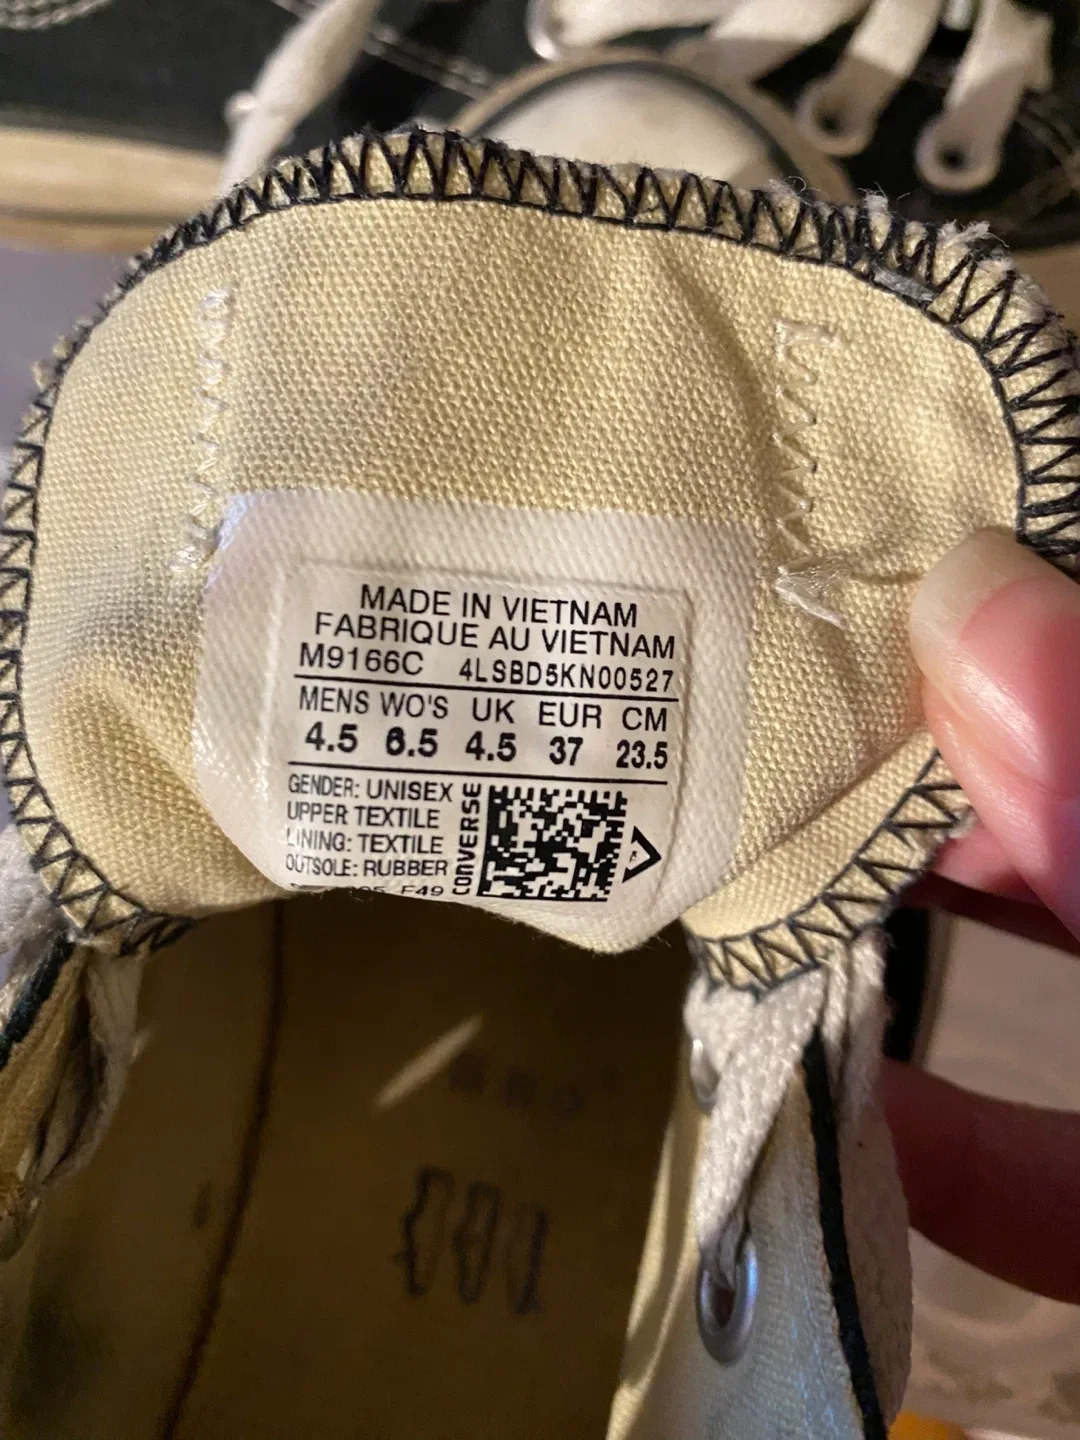 MADE IN VIETNAM
FABRIQUE AU VIETNAM
M9166C 4LSBD5KN00527
MENS WO'S UK EUR CM
4.5 6.5 4.5 37 23.5
GENDER: UNISEX
UPPER TEXTILE
LINING: TEXTILE
OUTSOLE: RUBBER
F49
CONVERSE